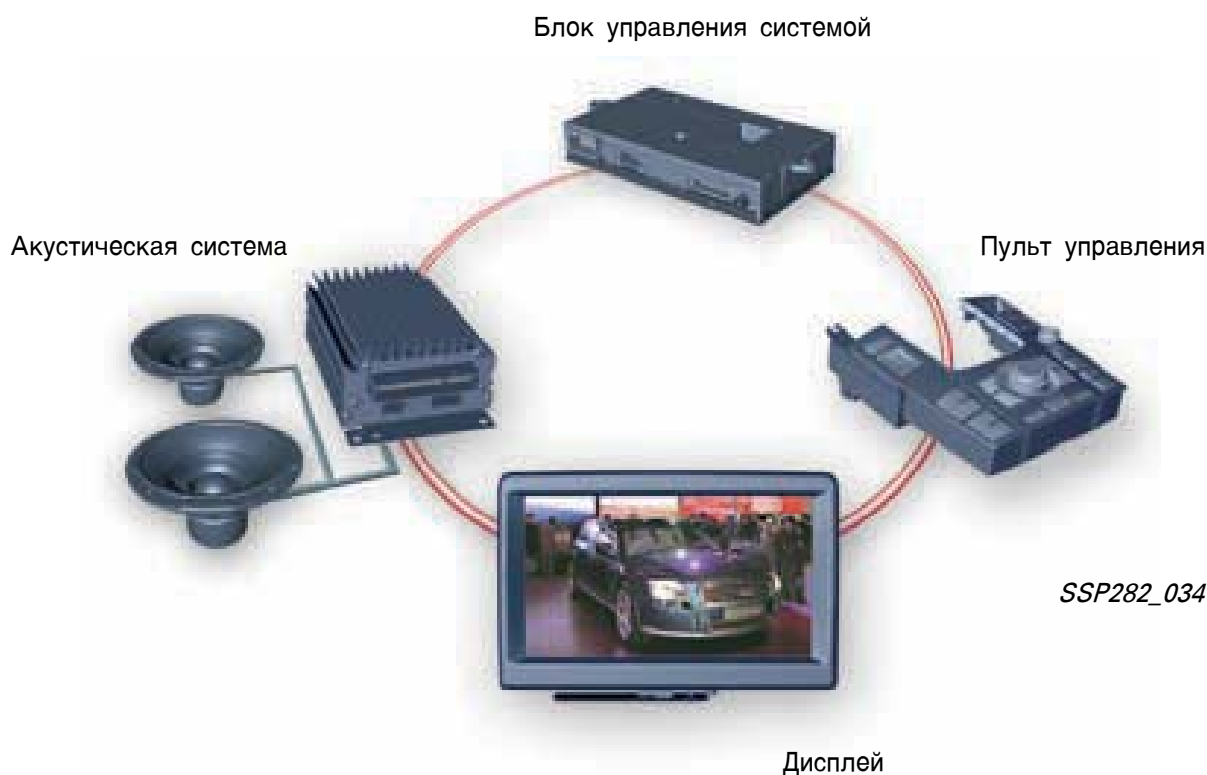 Блок управления системой
Акустическая система
Пульт управления
SSP282_034
Дисплей